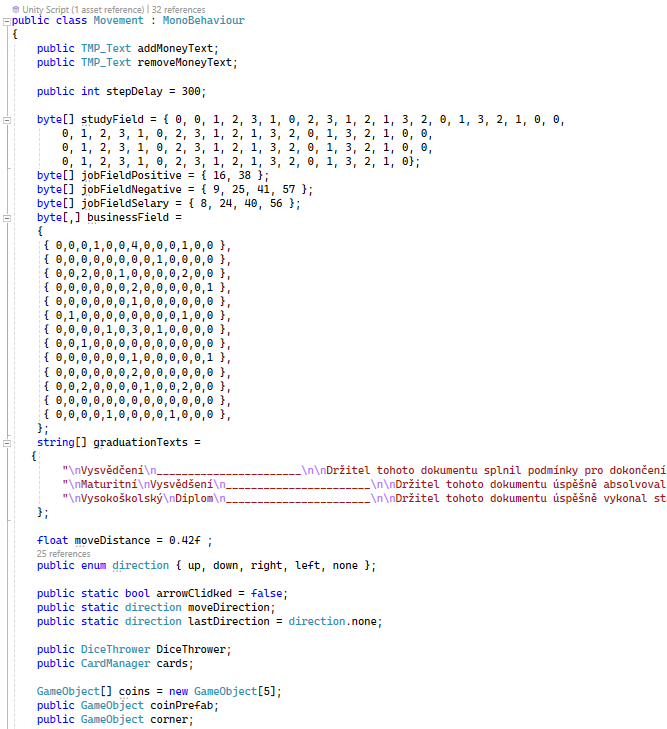 Unity Script (1 asset reference) | 32 references
public class Movement : MonoBehaviour
{
public TMP_Text addMoneyText;
public TMP_Text removeMoneyText;
public int stepDelay = 300;
byte[] studyField = { 0, 0, 1, 2, 3, 1, 0, 2, 3, 1, 2, 1, 3, 2, 0, 1, 3, 2, 1, 0, 0,
0, 1, 2, 3, 1, 0, 2, 3, 1, 2, 1, 3, 2, 0, 1, 3, 2, 1, 0, 0,
0, 1, 2, 3, 1, 0, 2, 3, 1, 2, 1, 3, 2, 0, 1, 3, 2, 1, 0, 0,
0, 1, 2, 3, 1, 0, 2, 3, 1, 2, 1, 3, 2, 0, 1, 3, 2, 1, 0};
byte[] jobFieldPositive = { 16, 38 };
byte[] jobFieldNegative = { 9, 25, 41, 57 };
byte[] jobFieldSelary = { 8, 24, 40, 56 };
byte[,] businessField =
{
{ 0,0,0,1,0,0,4,0,0,0,1,0,0 },
{ 0,0,0,0,0,0,0,0,1,0,0,0,0 },
{ 0,0,2,0,0,1,0,0,0,0,2,0,0 },
{ 0,0,0,0,0,0,2,0,0,0,0,0,1 },
{ 0,0,0,0,0,0,1,0,0,0,0,0,0 },
{ 0,1,0,0,0,0,0,0,0,0,1,0,0 },
{ 0,0,0,0,1,0,3,0,1,0,0,0,0 },
{ 0,0,1,0,0,0,0,0,0,0,0,0,0 },
{ 0,0,0,0,0,0,1,0,0,0,0,0,1 },
{ 0,0,0,0,0,0,2,0,0,0,0,0,0 },
{ 0,0,2,0,0,0,0,1,0,0,2,0,0 },
{ 0,0,0,0,0,0,0,0,0,0,0,0,0 },
{ 0,0,0,0,1,0,0,0,0,1,0,0,0 },
};
string[] graduationTexts =
{
"\nVysvědčení\n_______________________\n\nDržitel tohoto dokumentu splnil podmínky pro dokončení
"\nMaturitní\nVysvědšení\n_______________________\n\nDržitel tohoto dokumentu úspěšně absolvoval
"\nVysokoškolský\nDiplom\n_______________________\n\nDržitel tohoto dokumentu úspěšně vykonal st
};
float moveDistance = 0.42f ;
25 references
public enum direction { up, down, right, left, none };
public static bool arrowClidked = false;
public static direction moveDirection;
public static direction lastDirection = direction.none;
public DiceThrower DiceThrower;
public CardManager cards;
GameObject[] coins = new GameObject[5];
public GameObject coinPrefab;
public GameObject corner;